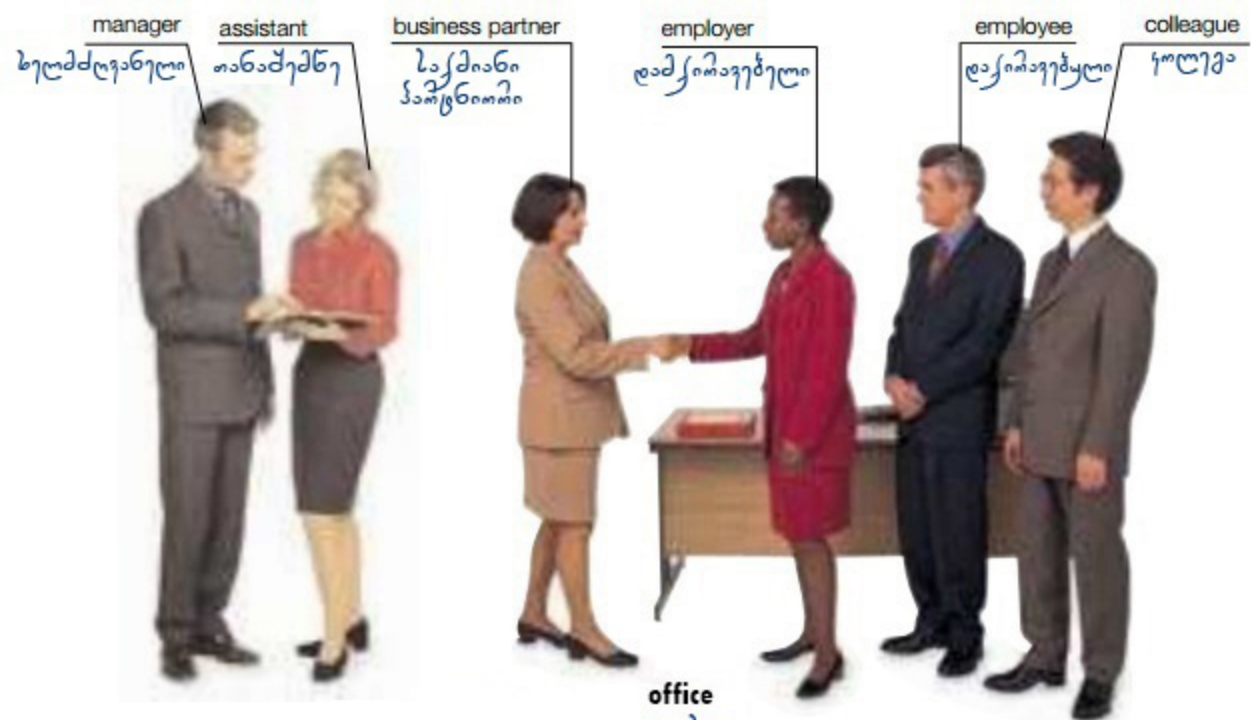 manager
ხელმძღვანელი
assistant
თანაშემწე
business partner
საქმიანი
პარტნიორი
employer
დამქირავებელი
employee
დაქირავებული
colleague
კოლეგა
office